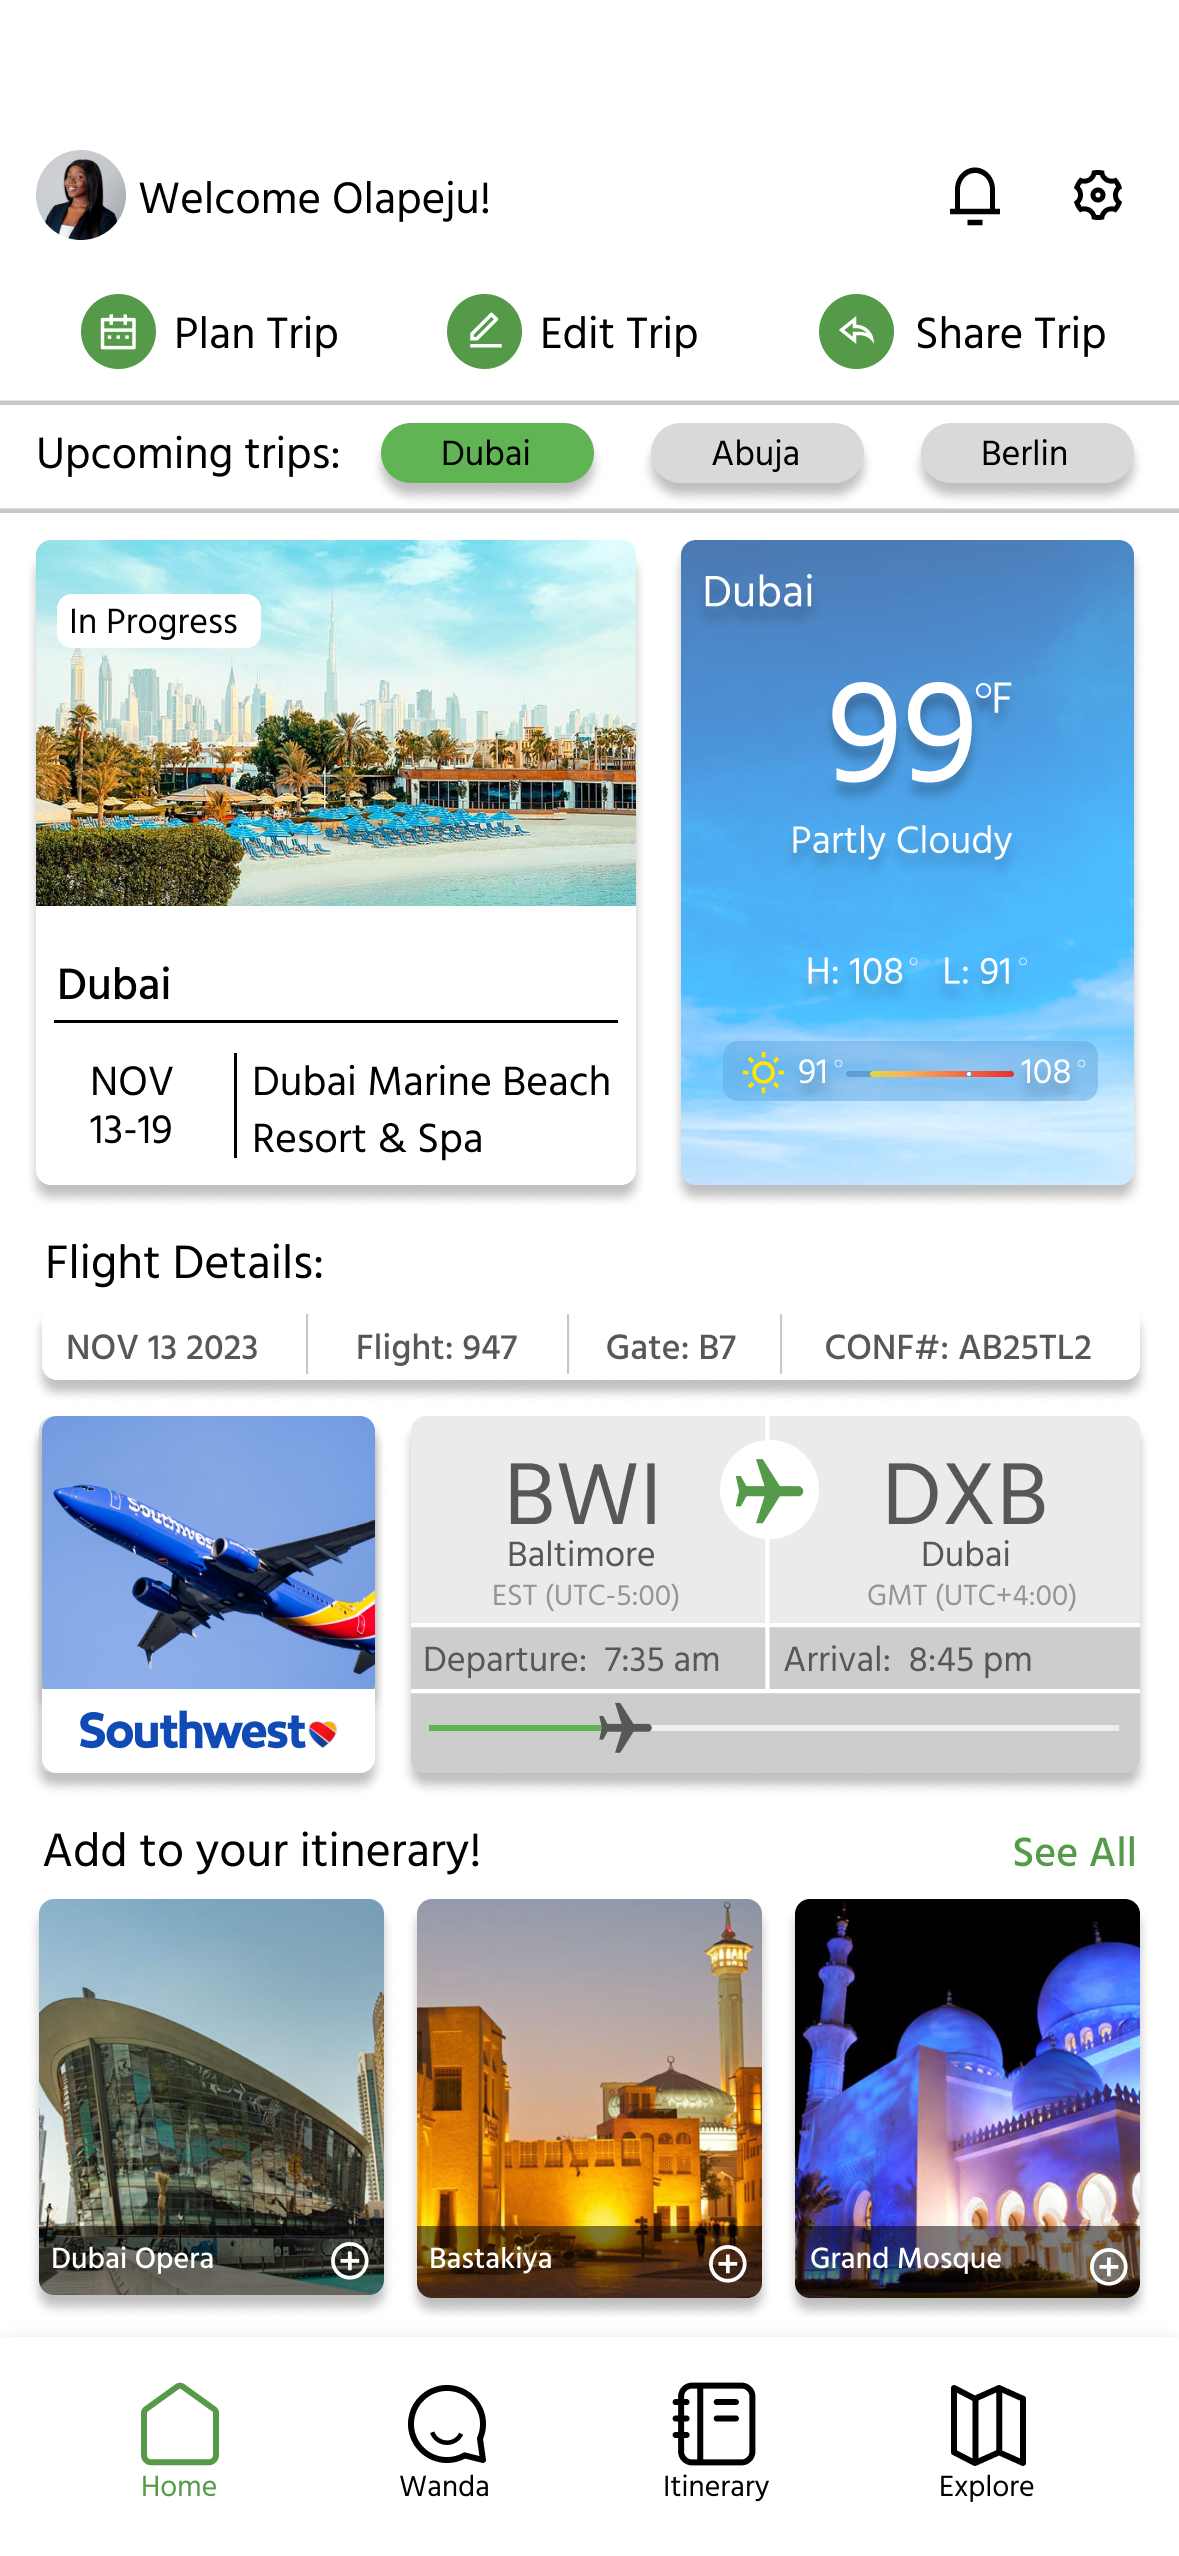 Welcome Olapeju!
Plan Trip
Edit Trip
Share Trip
Upcoming trips:
Dubai
Abuja
Berlin
In Progress
Dubai
NOV
13-19
Dubai Marine Beach
Resort & Spa
Dubai
99°F
Partly Cloudy
H: 108° L: 91°
91° 108°
Flight Details:
NOV 13 2023
Flight: 947
Gate: B7
CONF#: AB25TL2
Southwest
Southwest
BWI
Baltimore
EST (UTC-5:00)
DXB
Dubai
GMT (UTC+4:00)
Departure: 7:35 am
Arrival: 8:45 pm
Add to your itinerary!
See All
Dubai Opera
Bastakiya
Grand Mosque
Home
Wanda
Itinerary
Explore